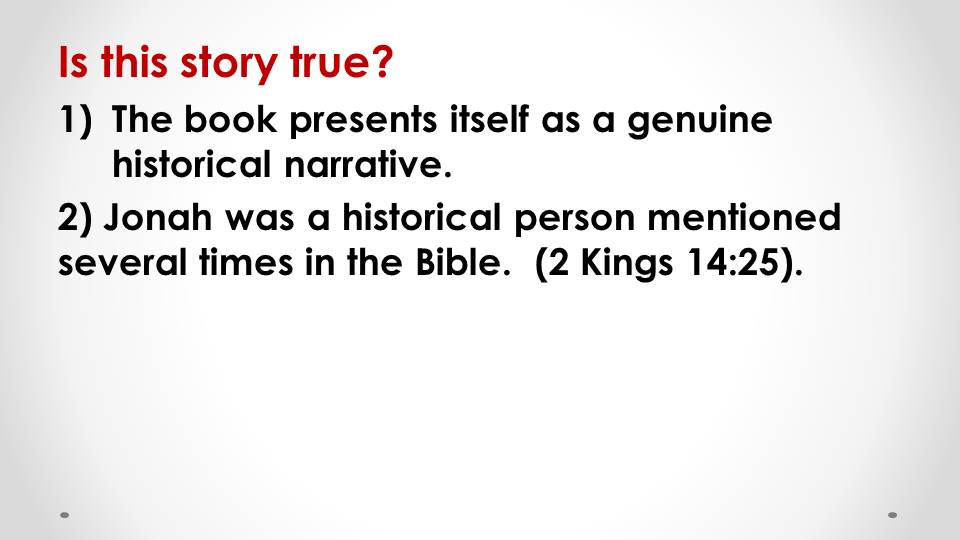 Is this story true?
1) The book presents itself as a genuine
historical narrative.
2) Jonah was a historical person mentioned
several times in the Bible.  (2 Kings 14:25).